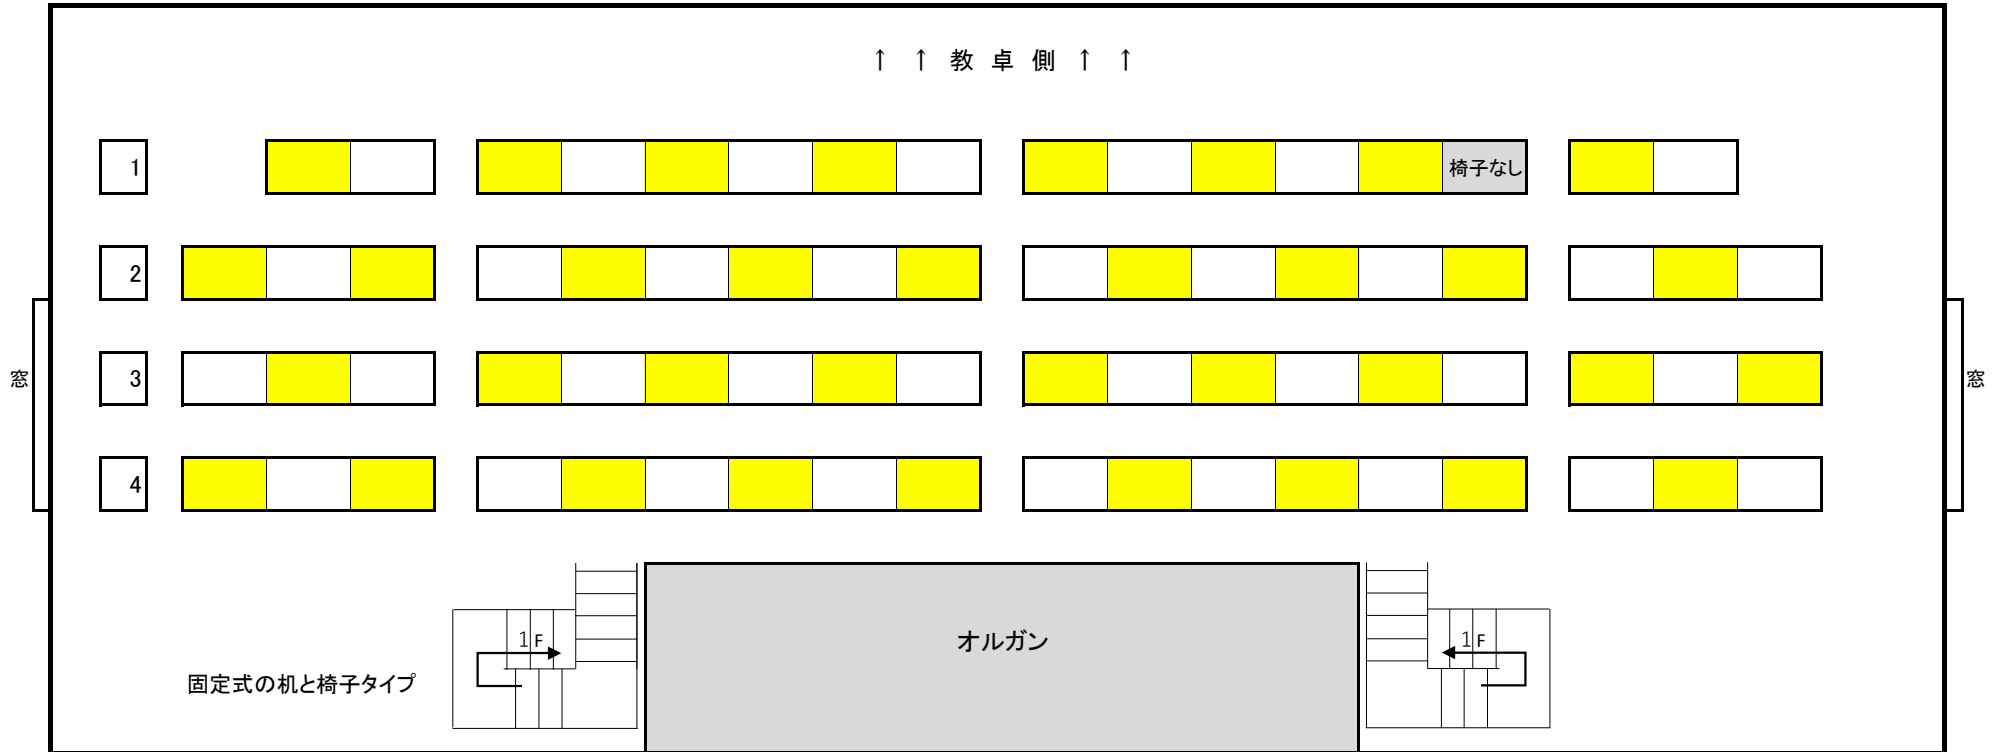 ↑ ↑ 教 卓 側 ↑ ↑
1
椅子なし
2
窓
3
窓
4
1F
オルガン
1F
固定式の机と椅子タイプ